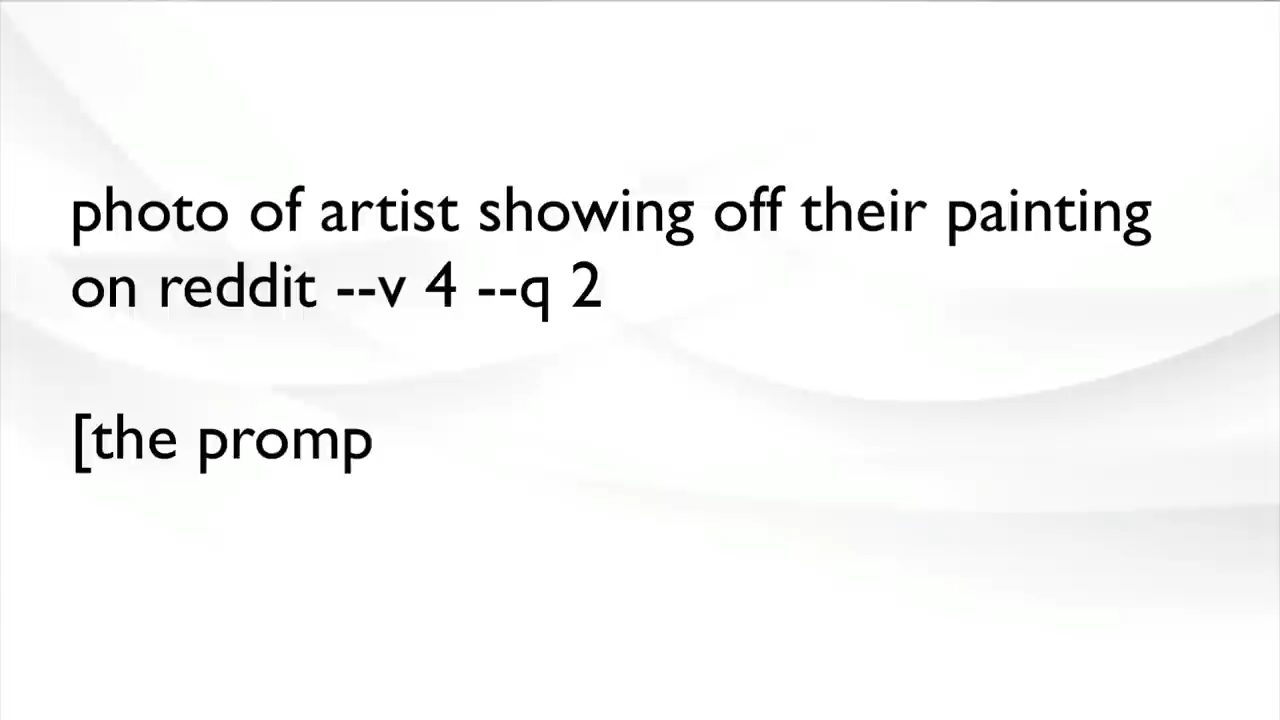 photo of artist showing off their painting
on reddit --v 4 --q 2
[the promp